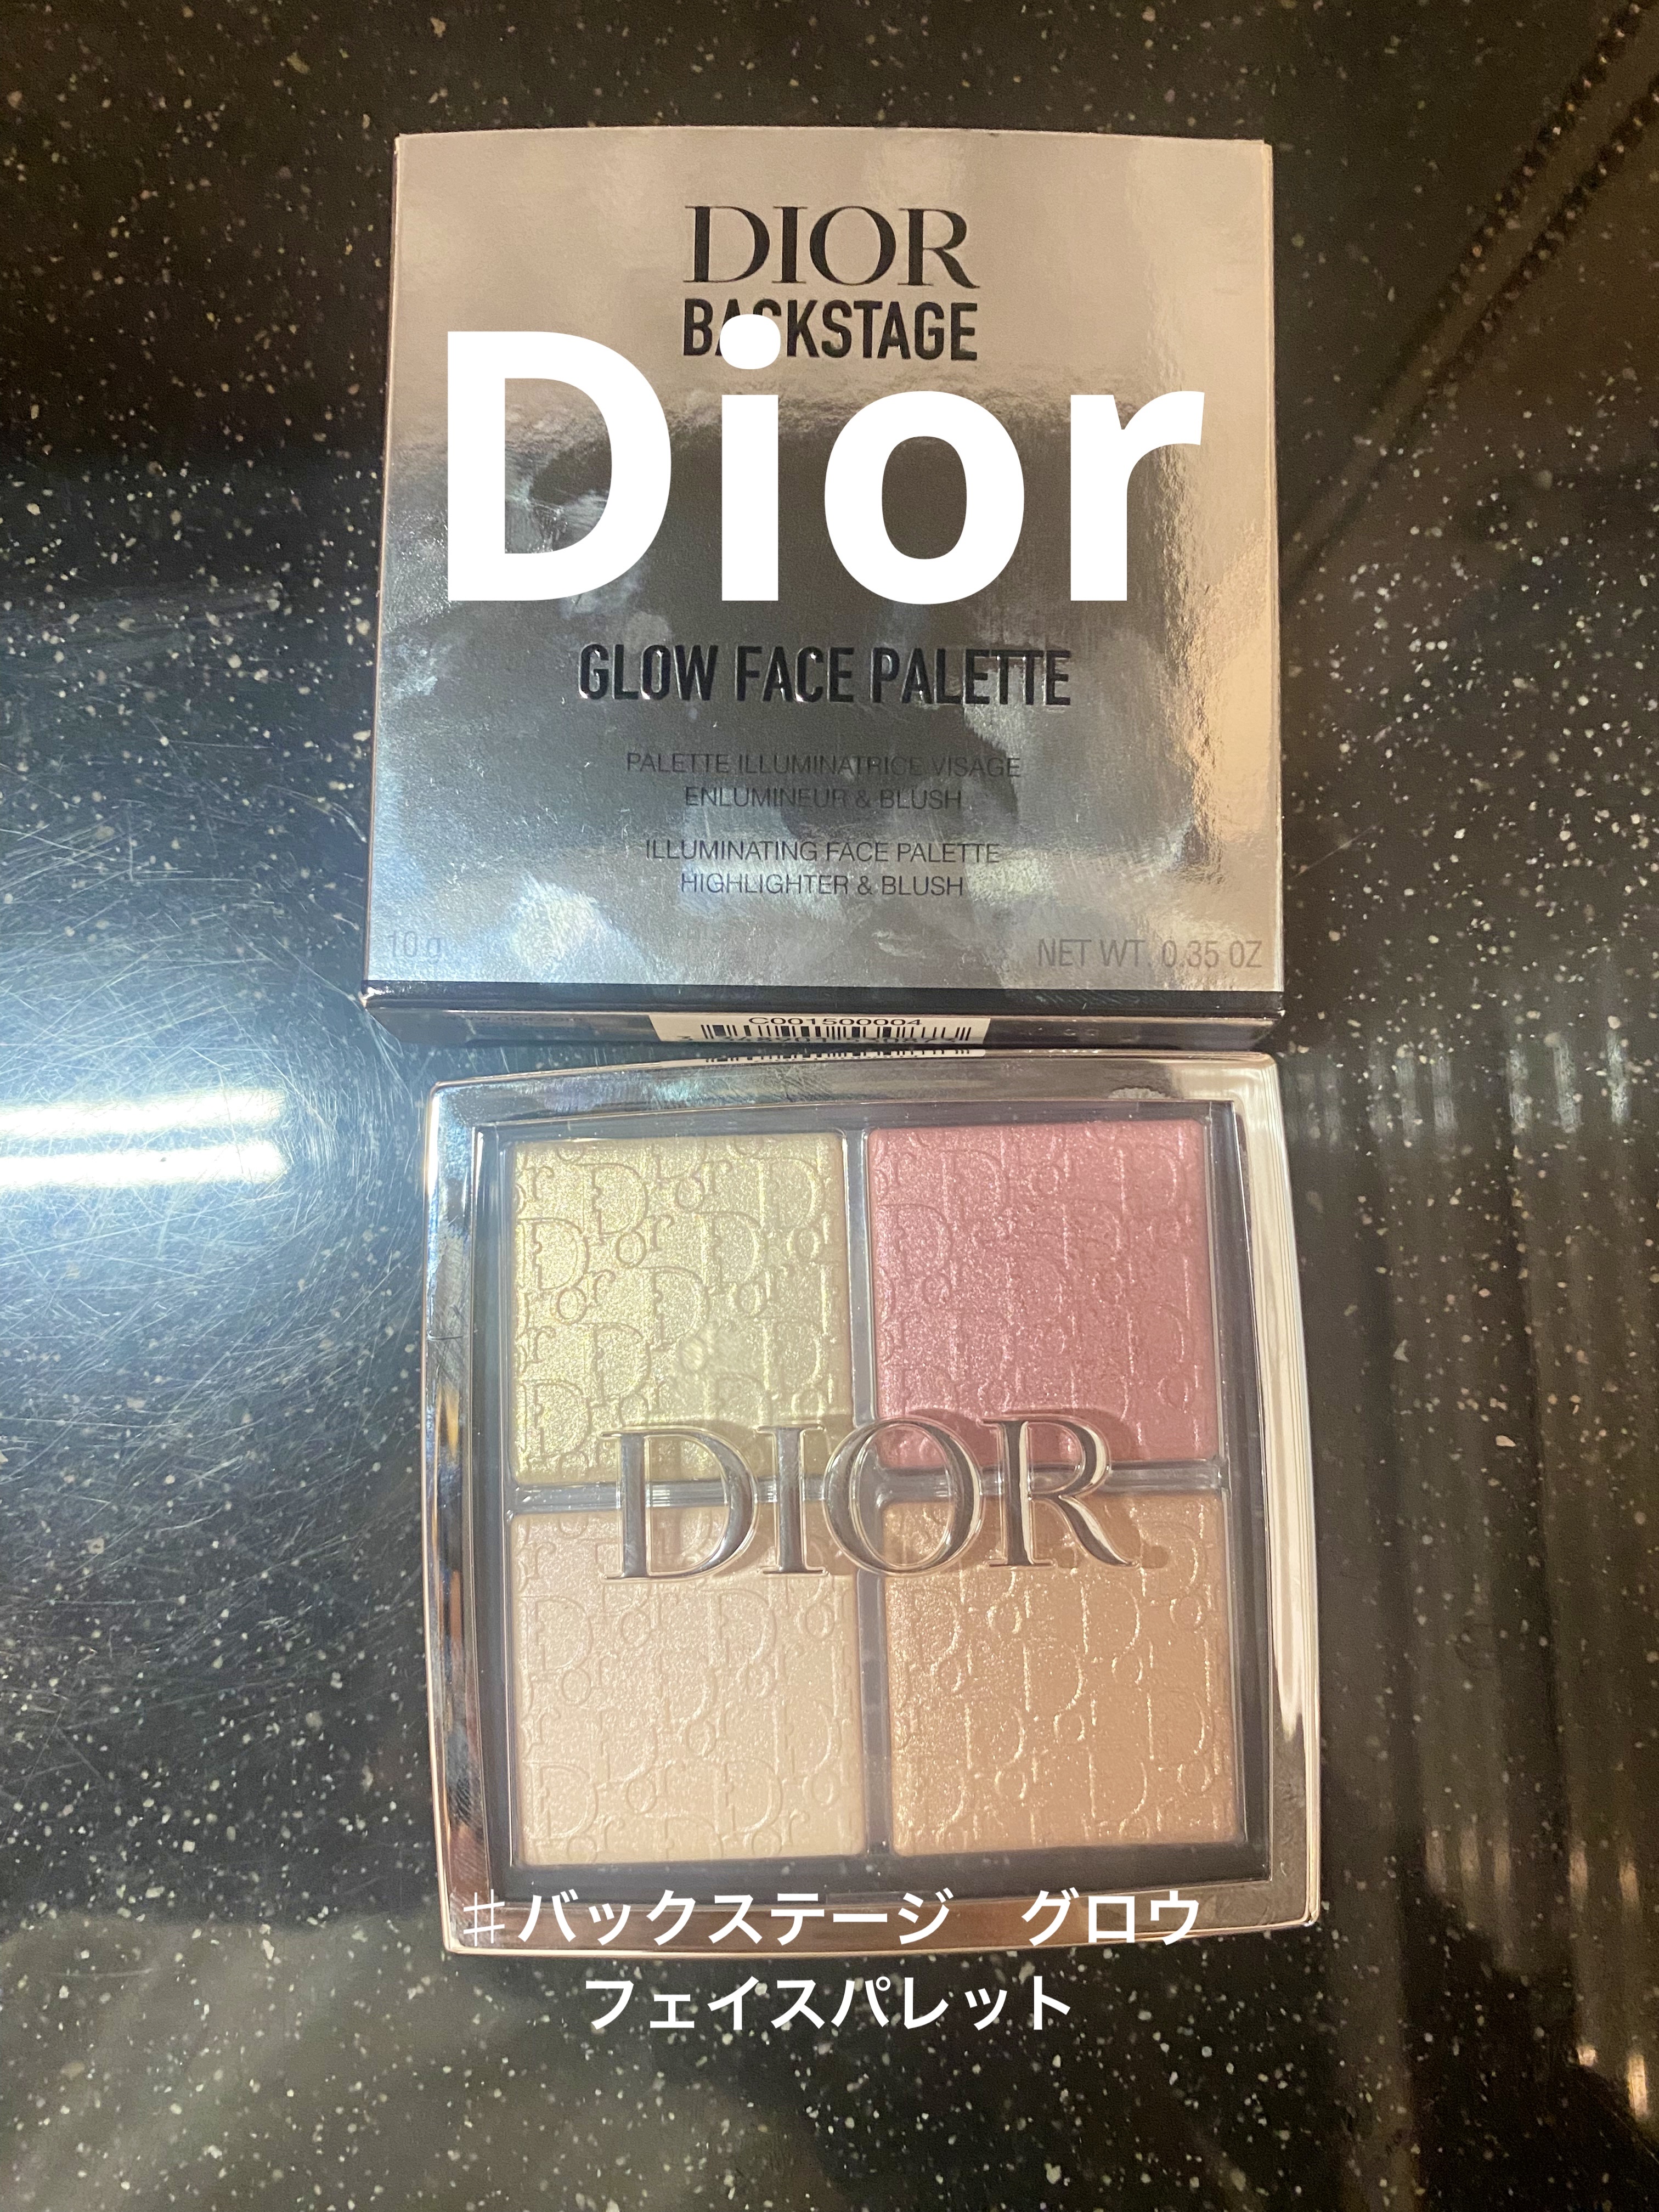 DIOR
BACKSTAGE
Dior
GLOW FACE PALETTE
PALETTE ILLUMINATRICE VISAGE
ENLUMINEUR & BLUSH
ILLUMINATING FACE PALETTE
HIGHLIGHTER & BLUSH
10 g
NET WT. 0.35 OZ
C001500004
DIOR
#バックステージ　グロウ
フェイスパレット